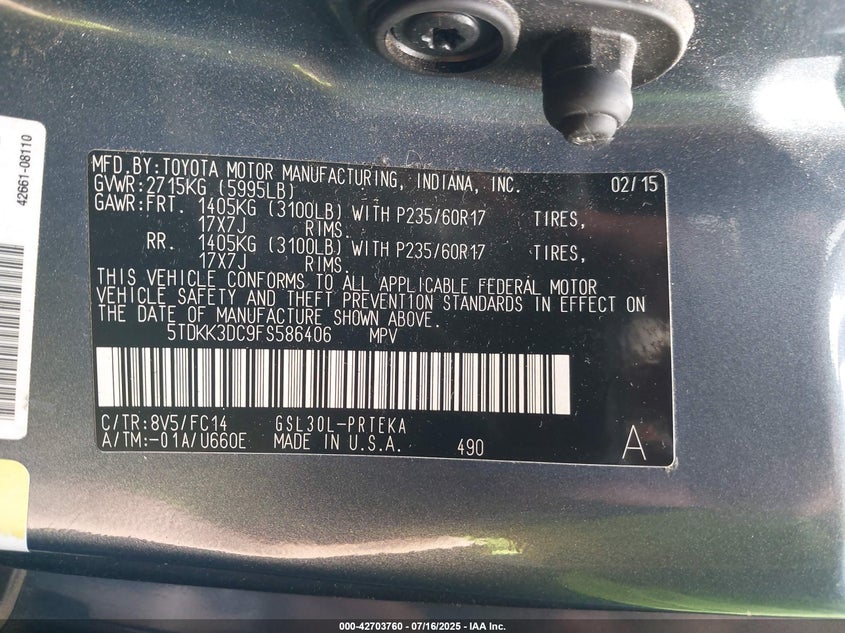 42661-08110
MFD.BY:TOYOTA MOTOR MANUFACTURING, INDIANA, INC. 02/15
GVWR:2715KG (5995LB)
GAWR:FRT. 1405KG (3100LB) WITH P235/60R17 TIRES,
17X7J RIMS.
RR. 1405KG (3100LB) WITH P235/60R17 TIRES,
17X7J RIMS.
THIS VEHICLE CONFORMS TO ALL APPLICABLE FEDERAL MOTOR
VEHICLE SAFETY AND THEFT PREVENTION STANDARDS IN EFFECT ON
THE DATE OF MANUFACTURE SHOWN ABOVE.
5TDKK3DC9FS586406 MPV
C/TR:8V5/FC14 GSL30L-PRTEKA
A/TM:-01A/U660E MADE IN U.S.A. 490 A
000-42703760 - 07/16/2025 - IAA Inc.